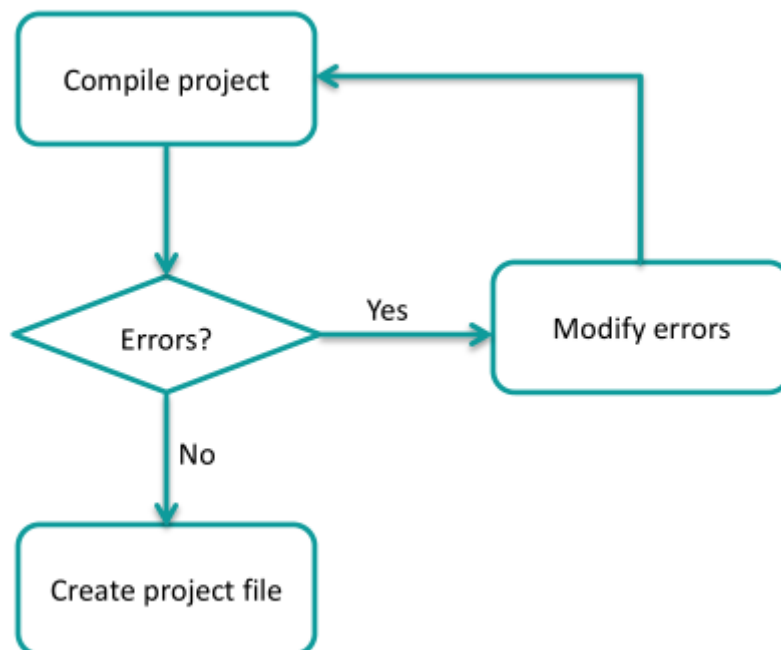 Compile project
Errors?
Yes
Modify errors
No
Create project file